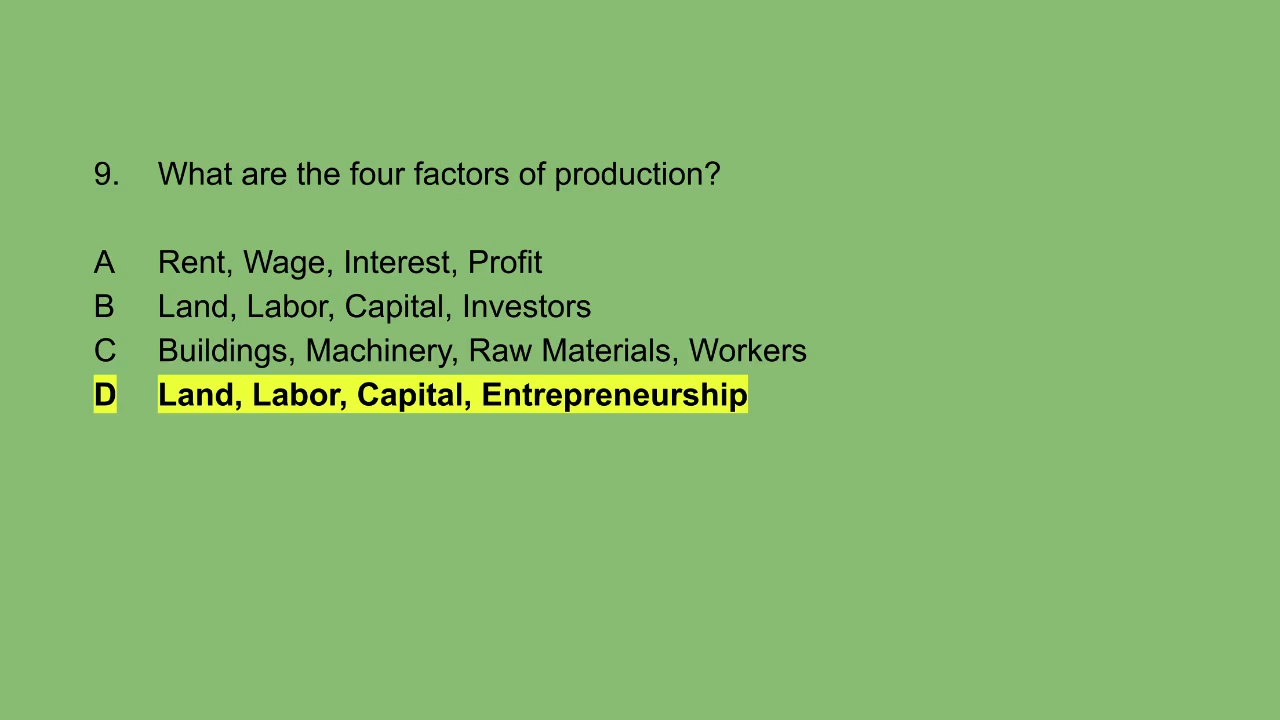 9. What are the four factors of production?
A Rent, Wage, Interest, Profit
B Land, Labor, Capital, Investors
C Buildings, Machinery, Raw Materials, Workers
D Land, Labor, Capital, Entrepreneurship